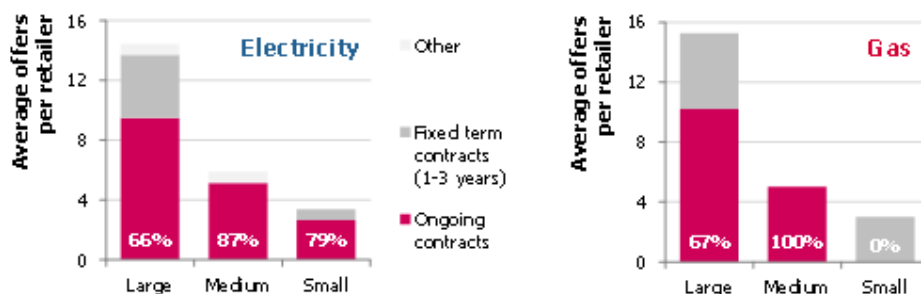 Average offers
per retailer
16
12
8
4
0
Electricity
66%
87%
79%
Large
Medium
Small
Other
Fixed term
contracts
(1-3 years)
Ongoing
contracts
Average offers
per retailer
16
12
8
4
0
Gas
67%
100%
0%
Large
Medium
Small